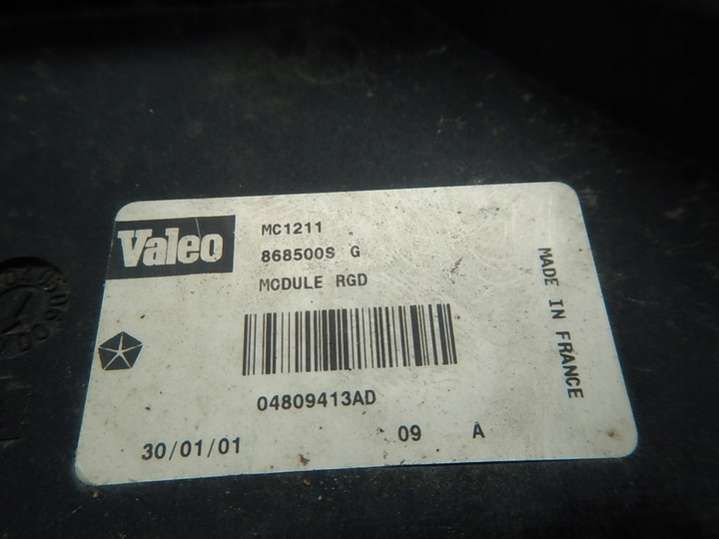 Valeo
MC1211
868500S G
MODULE RGD
04809413AD
30/01/01 09 A
MADE IN FRANCE